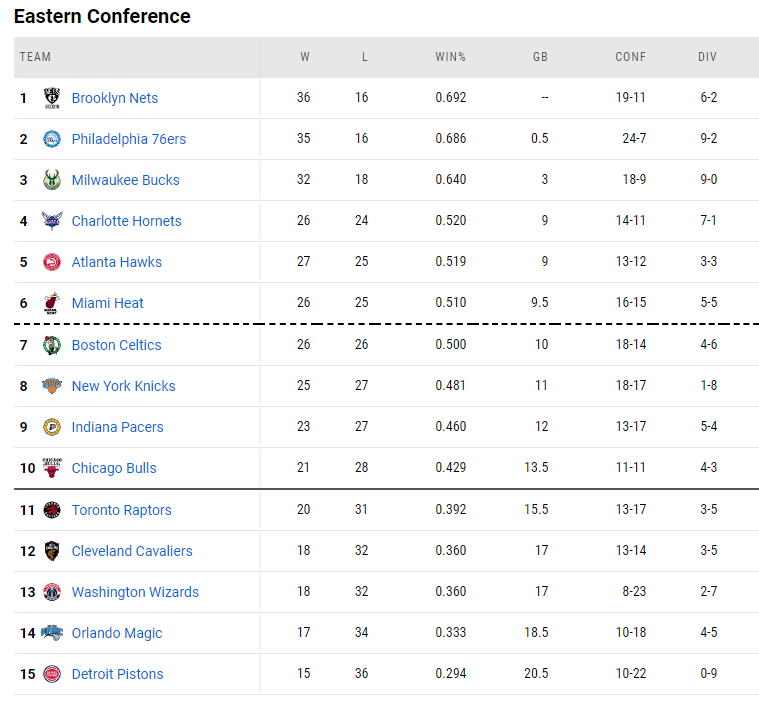 Eastern Conference
TEAM W L WIN% GB CONF DIV
1 Brooklyn Nets 36 16 0.692 -- 19-11 6-2
2 Philadelphia 76ers 35 16 0.686 0.5 24-7 9-2
3 Milwaukee Bucks 32 18 0.640 3 18-9 9-0
4 Charlotte Hornets 26 24 0.520 9 14-11 7-1
5 Atlanta Hawks 27 25 0.519 9 13-12 3-3
6 Miami Heat 26 25 0.510 9.5 16-15 5-5
7 Boston Celtics 26 26 0.500 10 18-14 4-6
8 New York Knicks 25 27 0.481 11 18-17 1-8
9 Indiana Pacers 23 27 0.460 12 13-17 5-4
10 Chicago Bulls 21 28 0.429 13.5 11-11 4-3
11 Toronto Raptors 20 31 0.392 15.5 13-17 3-5
12 Cleveland Cavaliers 18 32 0.360 17 13-14 3-5
13 Washington Wizards 18 32 0.360 17 8-23 2-7
14 Orlando Magic 17 34 0.333 18.5 10-18 4-5
15 Detroit Pistons 15 36 0.294 20.5 10-22 0-9